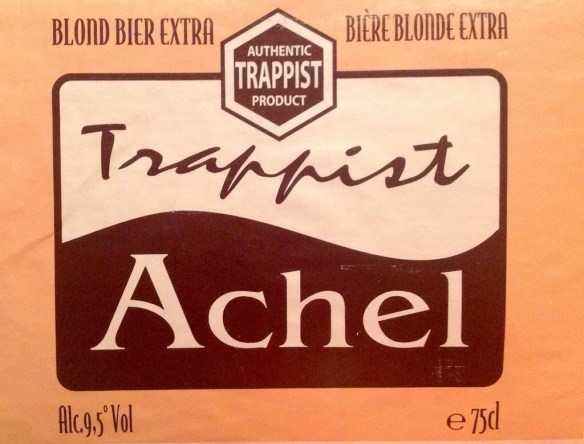 BLOND BIER EXTRA
BIÈRE BLONDE EXTRA
AUTHENTIC
TRAPPIST
PRODUCT
Trappist
Achel
Alc.9,5° Vol
℮ 75cl